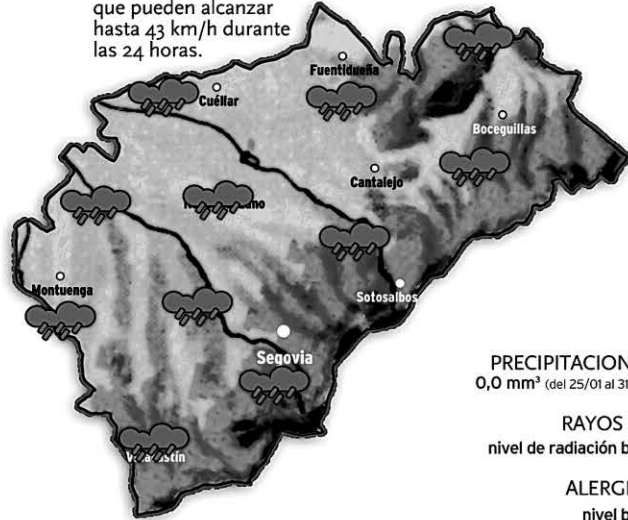 que pueden alcanzar
hasta 43 km/h durante
las 24 horas.
Fuentidueña
Cuéllar
Boceguillas
Cantalejo
Montuenga
Sotosalbos
Segovia
PRECIPITACION
0,0 mm³ (del 25/01 al 31
RAYOS
nivel de radiación b
ALERG
nivel b